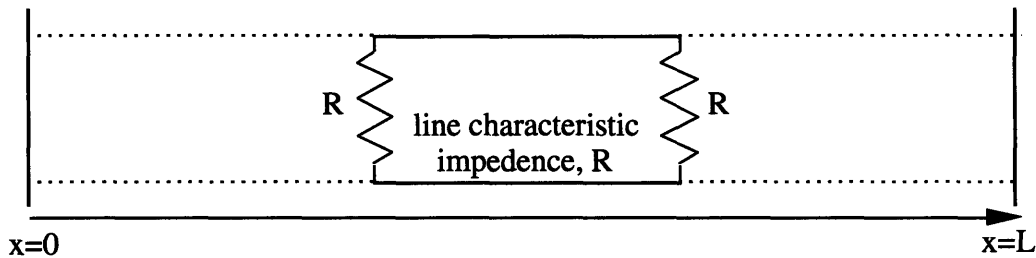 R
line characteristic
impedence, R
R
x=0
x=L